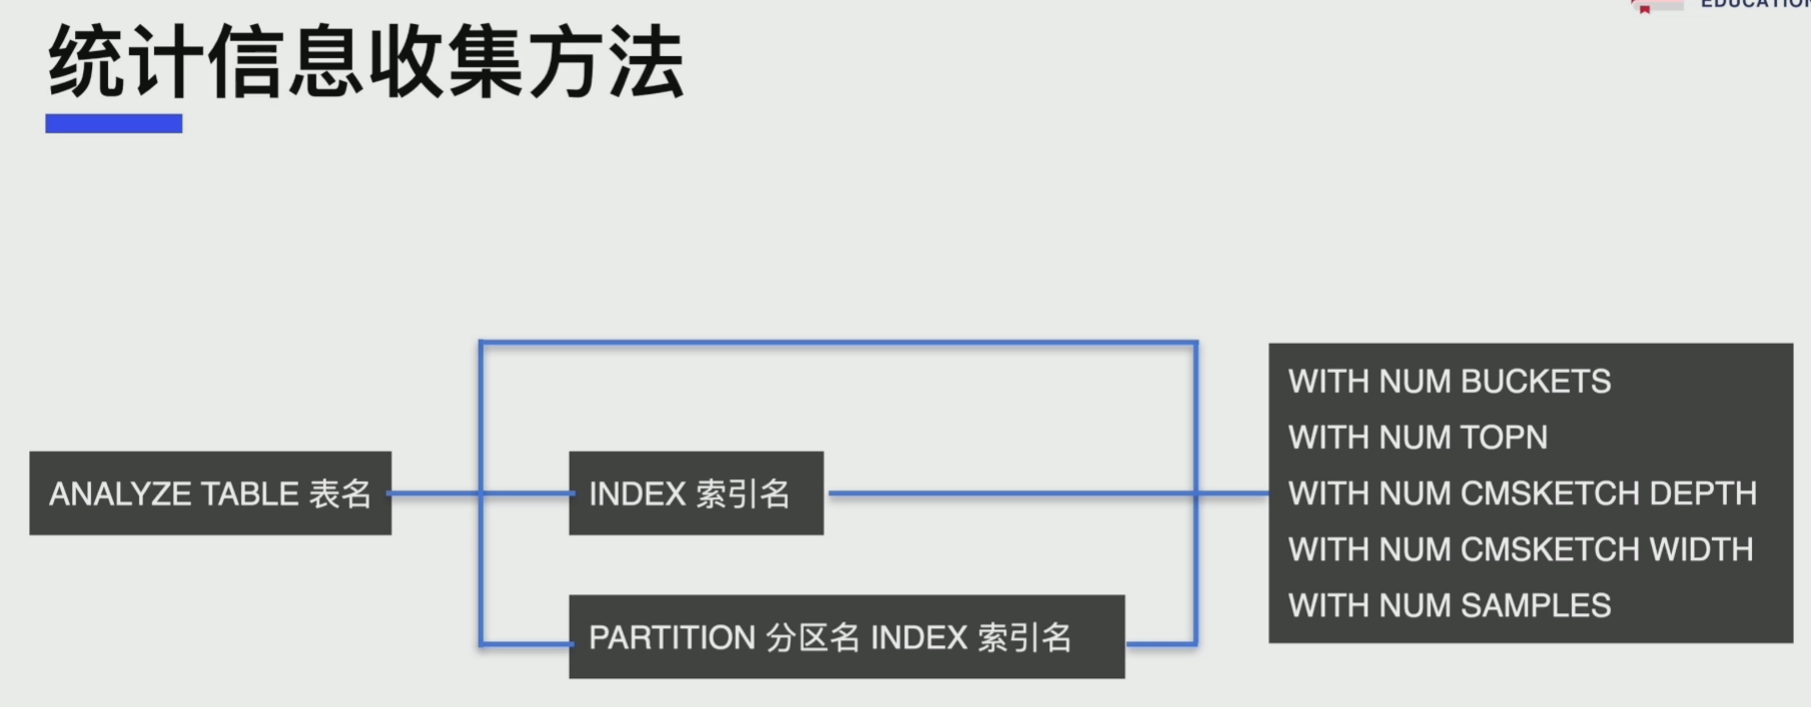 EDUCATION
统计信息收集方法
ANALYZE TABLE 表名
INDEX 索引名
PARTITION 分区名 INDEX 索引名
WITH NUM BUCKETS
WITH NUM TOPN
WITH NUM CMSKETCH DEPTH
WITH NUM CMSKETCH WIDTH
WITH NUM SAMPLES